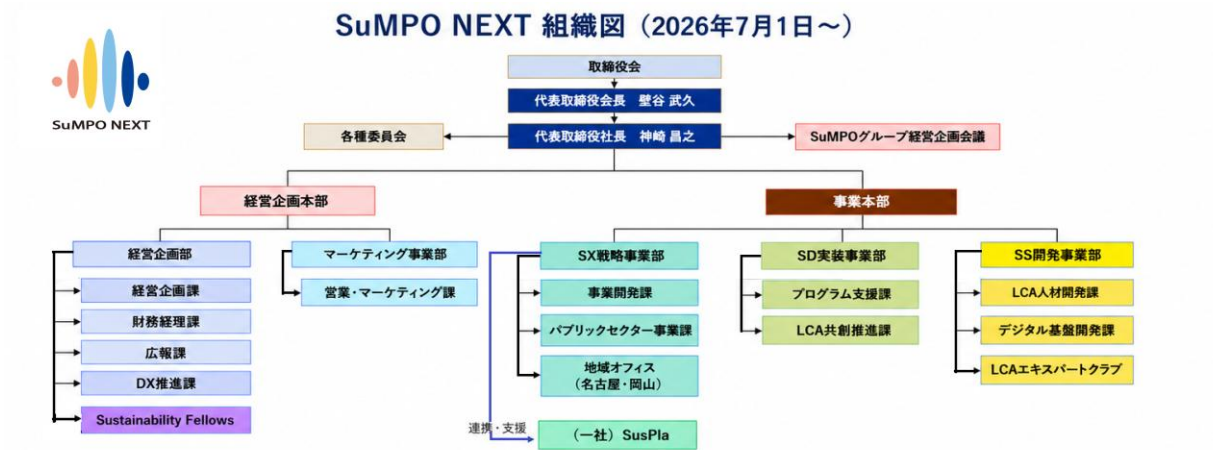 SuMPO NEXT 組織図（2026年7月1日〜）
SuMPO NEXT
取締役会
代表取締役会長　壁谷 武久
代表取締役社長　神崎 昌之
各種委員会
SuMPOグループ経営企画会議
経営企画本部
事業本部
経営企画部
経営企画課
財務経理課
広報課
DX推進課
Sustainability Fellows
マーケティング事業部
営業・マーケティング課
SX戦略事業部
事業開発課
パブリックセクター事業課
地域オフィス
（名古屋・岡山）
連携・支援
（一社）SusPla
SD実装事業部
プログラム支援課
LCA共創推進課
SS開発事業部
LCA人材開発課
デジタル基盤開発課
LCAエキスパートクラブ